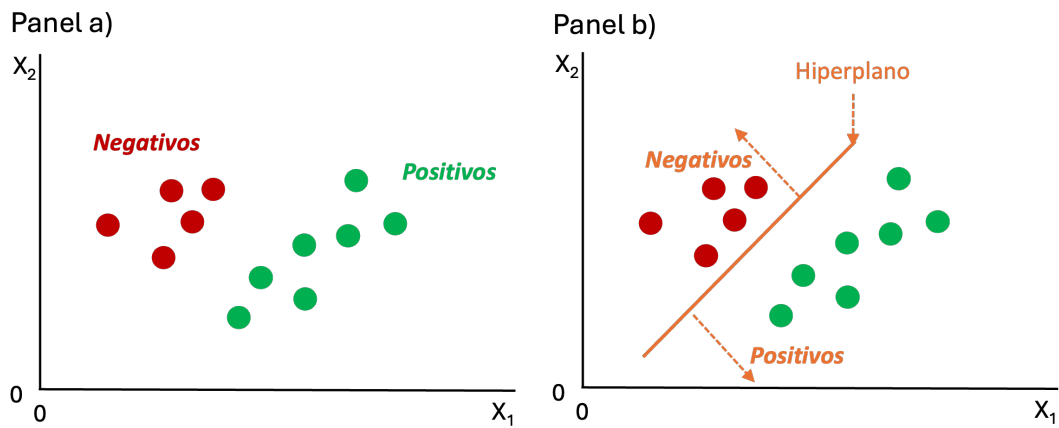 Panel a)
X2
Negativos
Positivos
0
0
X1
Panel b)
X2
Hiperplano
Negativos
Positivos
0
0
X1